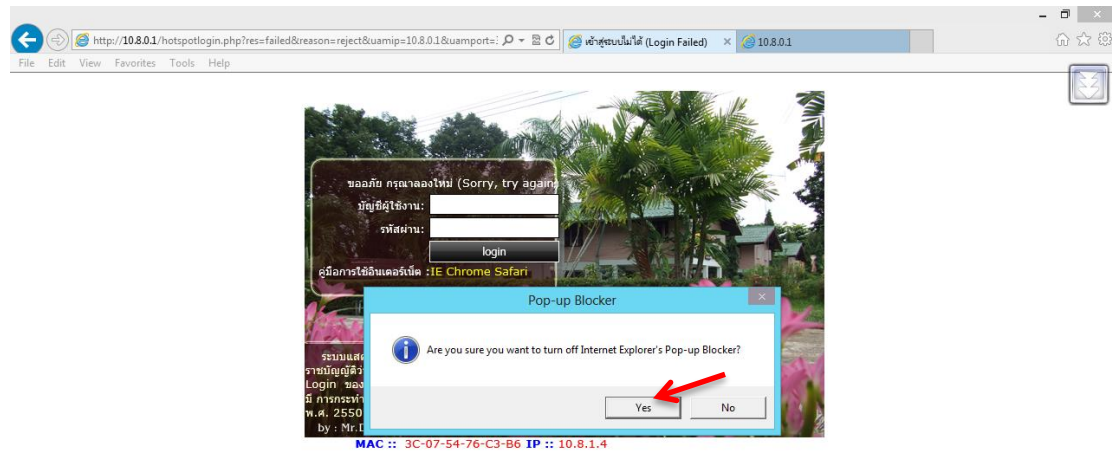 http://10.8.0.1/hotspotlogin.php?res=failed&reason=reject&uamip=10.8.0.1&uamport=
เข้าสู่ระบบไม่ได้ (Login Failed)
10.8.0.1
File Edit View Favorites Tools Help
ขออภัย กรุณาลองใหม่ (Sorry, try again)
บัญชีผู้ใช้งาน:
รหัสผ่าน:
login
คู่มือการใช้อินเตอร์เน็ต :IE Chrome Safari
Pop-up Blocker
Are you sure you want to turn off Internet Explorer's Pop-up Blocker?
Yes No
ระบบแสด
ราชบัญญัติว่
Login ของ
มี การกระทำ
พ.ศ. 2550
by : Mr.D
MAC :: 3C-07-54-76-C3-B6 IP :: 10.8.1.4